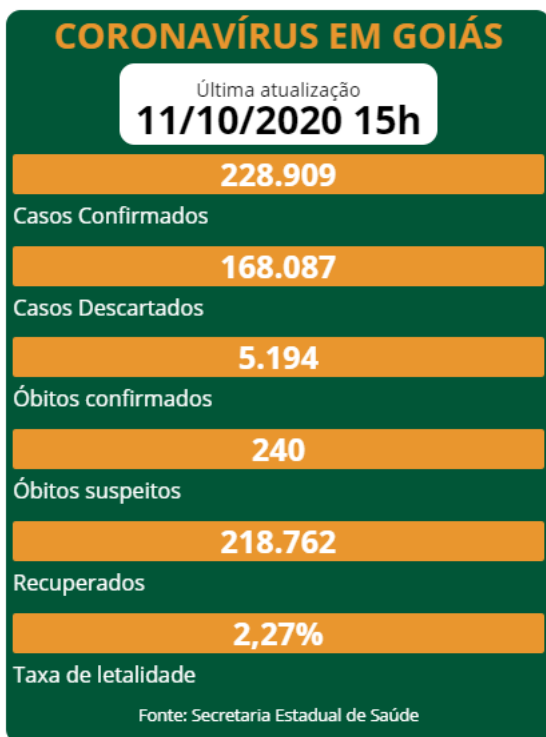 CORONAVÍRUS EM GOIÁS
Última atualização
11/10/2020 15h
228.909
Casos Confirmados
168.087
Casos Descartados
5.194
Óbitos confirmados
240
Óbitos suspeitos
218.762
Recuperados
2,27%
Taxa de letalidade
Fonte: Secretaria Estadual de Saúde